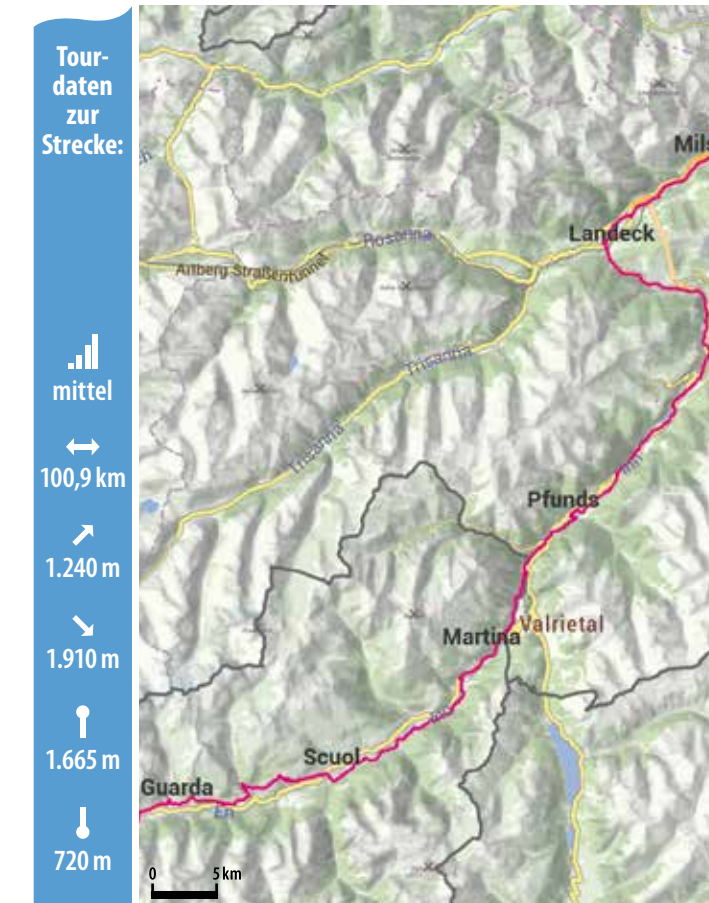 Tour-
daten
zur
Strecke:
mittel
100,9 km
1.240 m
1.910 m
1.665 m
720 m
Mils
Rosanna
Landeck
Arlberg Straßentunnel
Trisanna
Trisanna
Inn
Pfunds
Valrietal
Martina
Scuol
Guarda
En
0 5 km